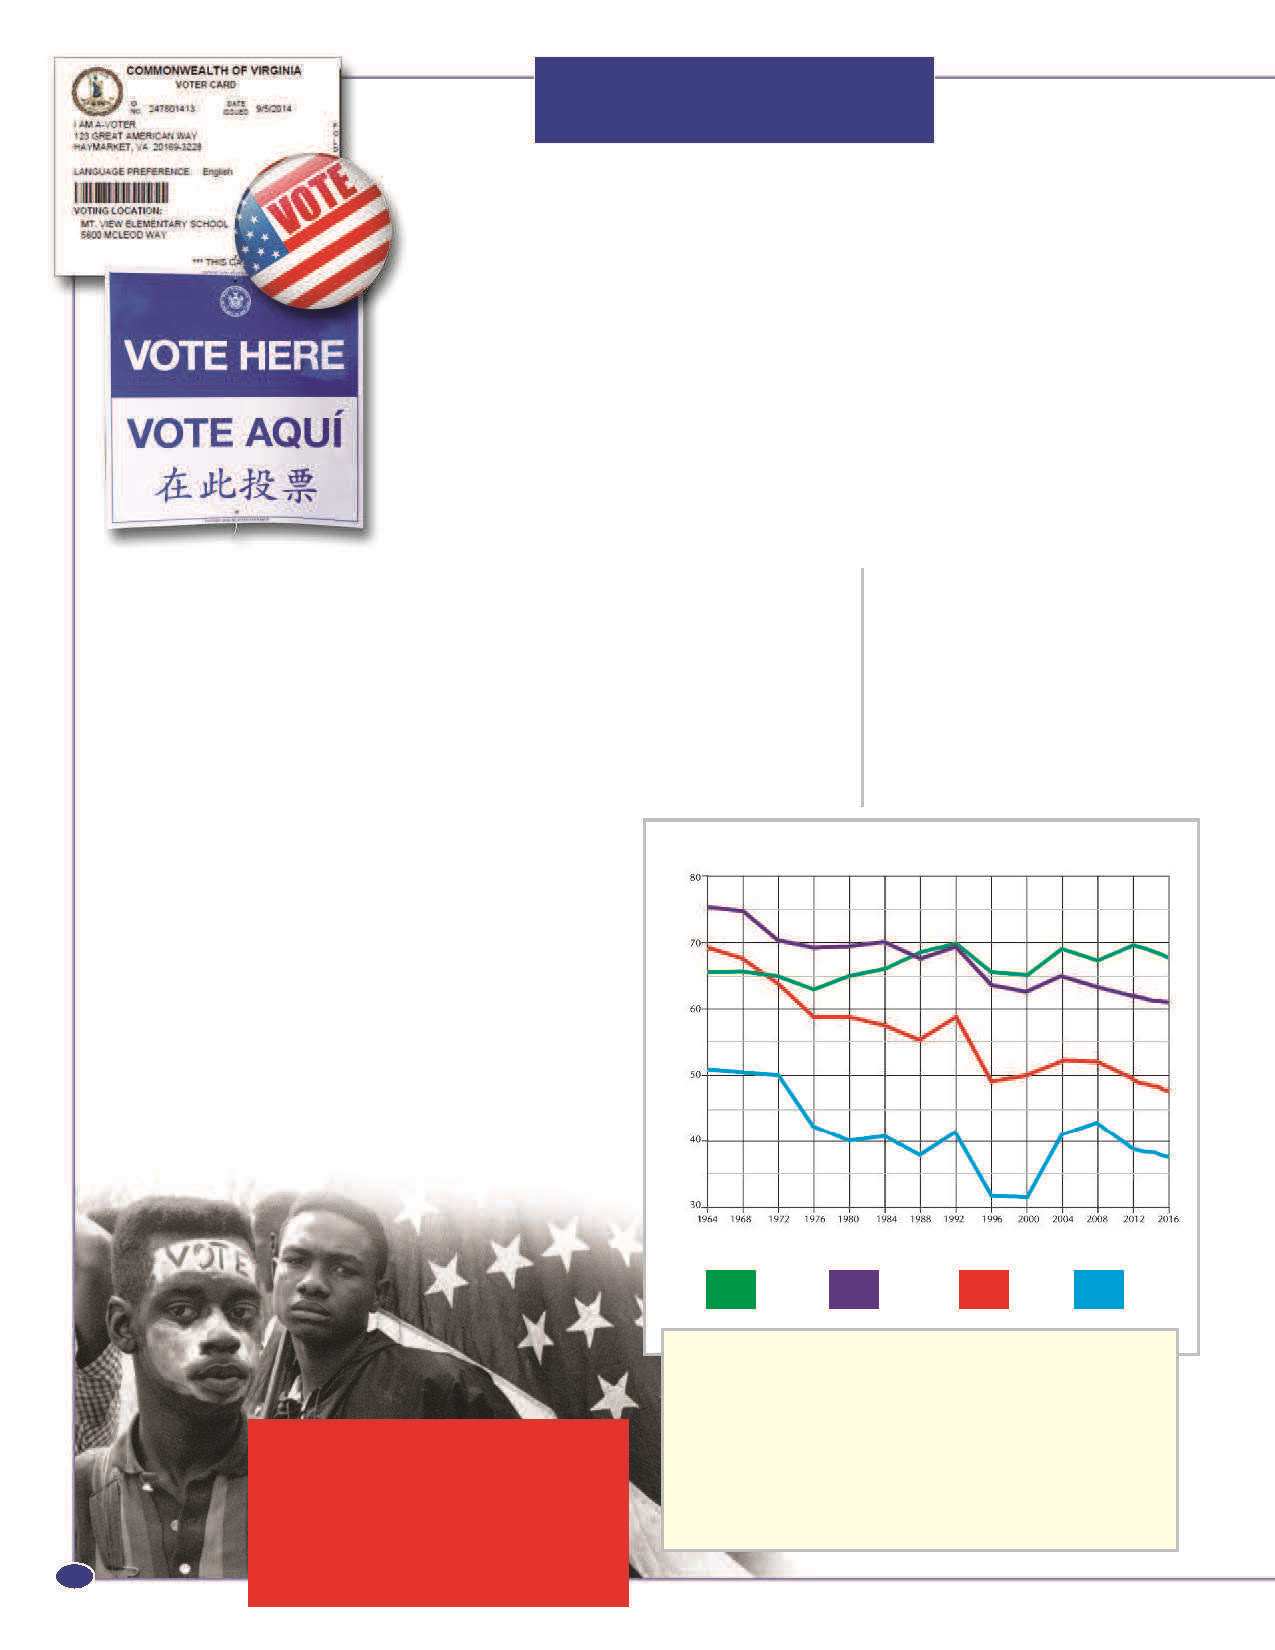 COMMONWEALTH OF VIRGINIA
VOTER CARD
ID NO. 247801413 DATE ISSUED 9/5/2014
I AM A-VOTER
123 GREAT AMERICAN WAY
HAYMARKET, VA 20169-3228
LANGUAGE PREFERENCE: English
VOTING LOCATION:
MT. VIEW ELEMENTARY SCHOOL
5600 MCLEOD WAY
*** THIS
VOTE
VOTE HERE
VOTE AQUÍ
在此投票
80
70
60
50
40
30
1964 1968 1972 1976 1980 1984 1988 1992 1996 2000 2004 2008 2012 2016
VOTE